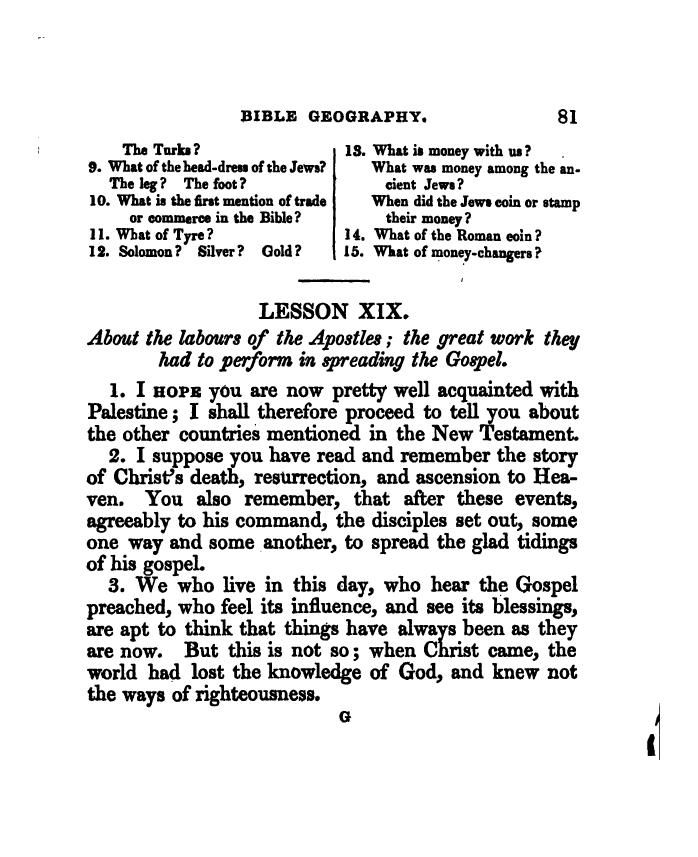 BIBLE GEOGRAPHY. 81
The Turks?
9. What of the head-dress of the Jews?
The leg? The foot?
10. What is the first mention of trade
or commerce in the Bible?
11. What of Tyre?
12. Solomon? Silver? Gold?
13. What is money with us?
What was money among the an-
cient Jews?
When did the Jews coin or stamp
their money?
14. What of the Roman coin?
15. What of money-changers?
LESSON XIX.
About the labours of the Apostles; the great work they
had to perform in spreading the Gospel.
1. I HOPE you are now pretty well acquainted with
Palestine; I shall therefore proceed to tell you about
the other countries mentioned in the New Testament.
2. I suppose you have read and remember the story
of Christ's death, resurrection, and ascension to Hea-
ven. You also remember, that after these events,
agreeably to his command, the disciples set out, some
one way and some another, to spread the glad tidings
of his gospel.
3. We who live in this day, who hear the Gospel
preached, who feel its influence, and see its blessings,
are apt to think that things have always been as they
are now. But this is not so; when Christ came, the
world had lost the knowledge of God, and knew not
the ways of righteousness.
G